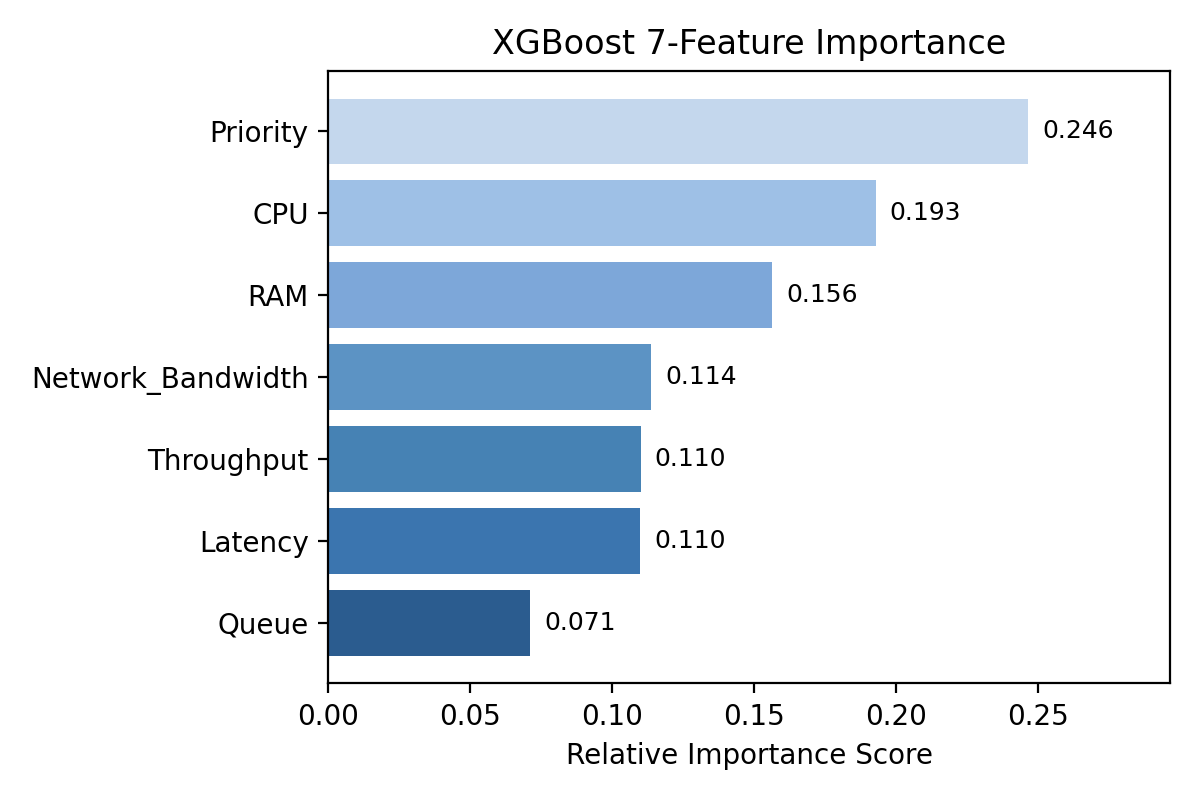 XGBoost 7-Feature Importance
Priority 0.246
CPU 0.193
RAM 0.156
Network_Bandwidth 0.114
Throughput 0.110
Latency 0.110
Queue 0.071
0.00 0.05 0.10 0.15 0.20 0.25
Relative Importance Score